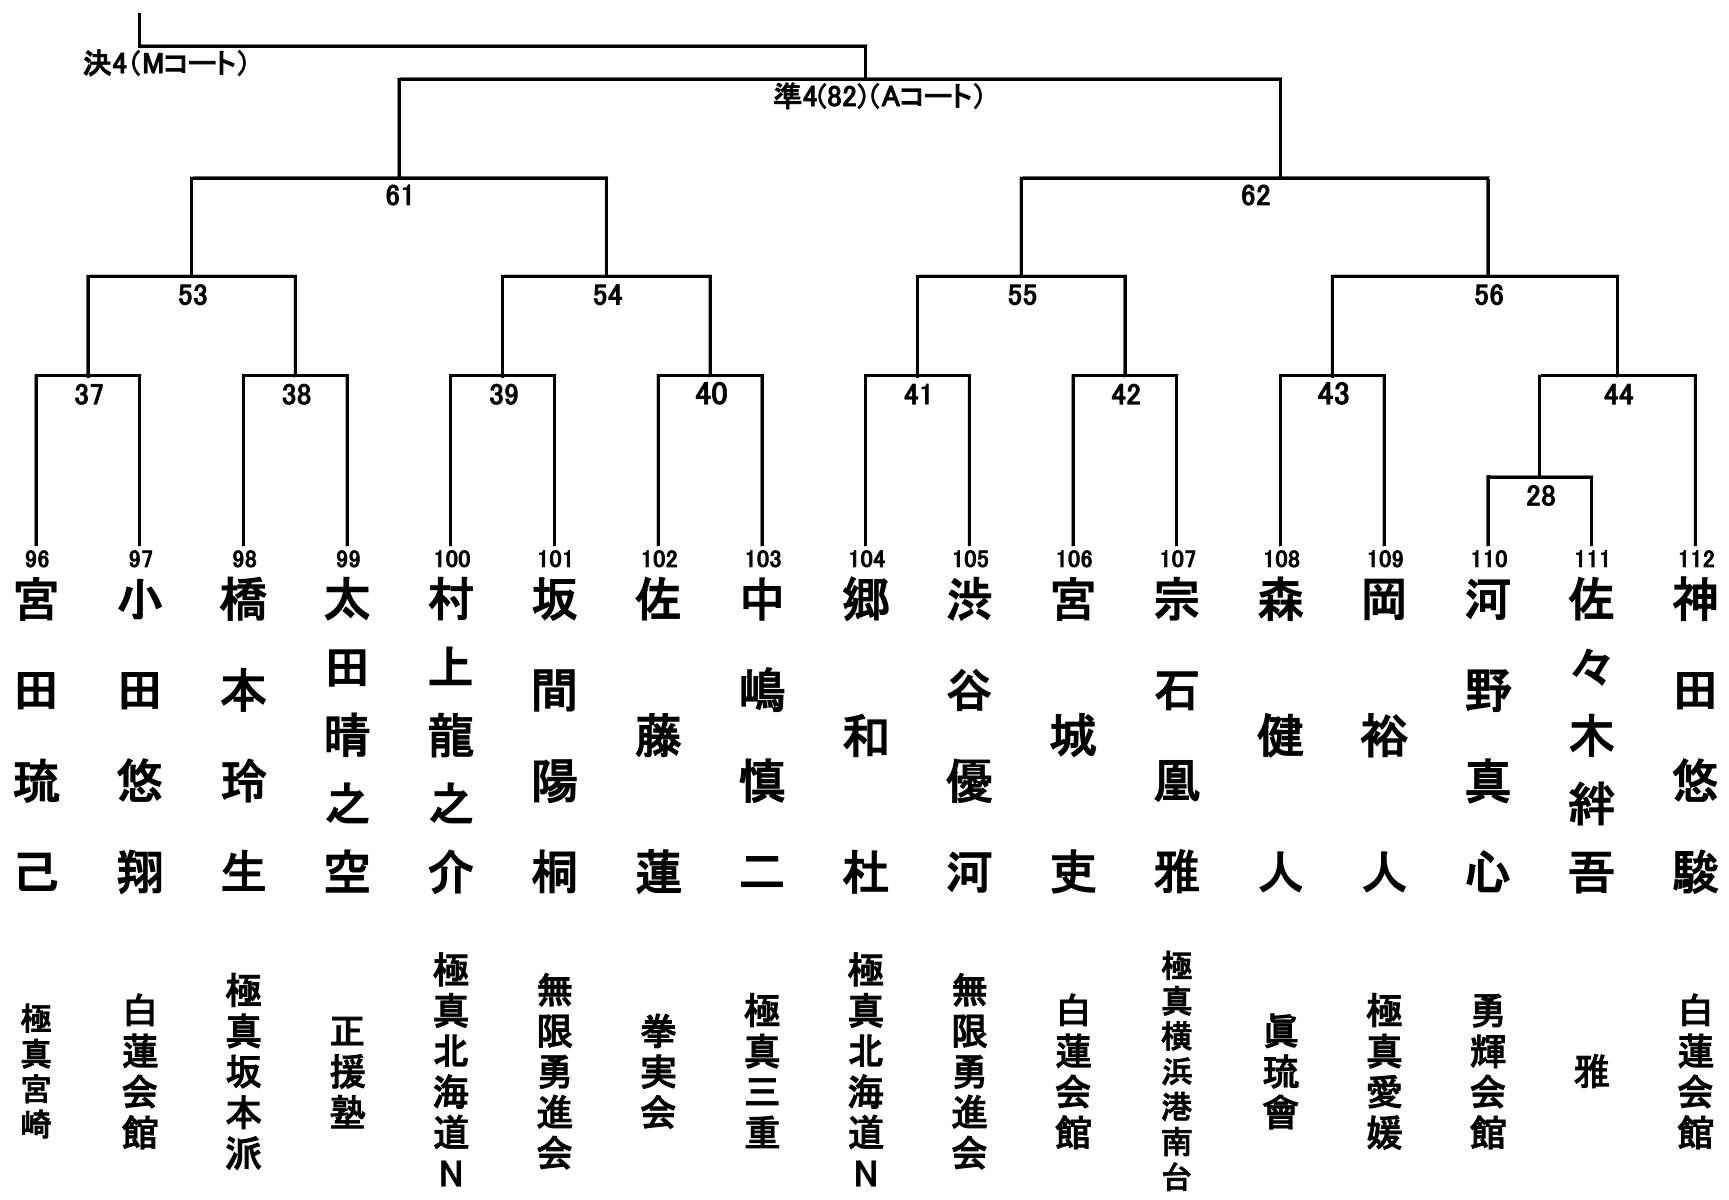 決4(Mコート)
準4(82)(Aコート)
61
62
53
54
55
56
37
38
39
40
41
42
43
44
28
96
97
98
99
100
101
102
103
104
105
106
107
108
109
110
111
112
宮田琉己
小田悠翔
橋本玲生
太田晴之空
村上龍之介
坂間陽桐
佐藤蓮
中嶋慎二
郷和杜
渋谷優河
宮城吏
宗石凰雅
森健人
岡裕人
河野真心
佐々木絆吾
神田悠駿
極真宮崎
白蓮会館
極真坂本派
正援塾
極真北海道N
無限勇進会
拳実会
極真三重
極真北海道N
無限勇進会
白蓮会館
極真横浜港南台
眞琉會
極真愛媛
勇輝会館
雅
白蓮会館